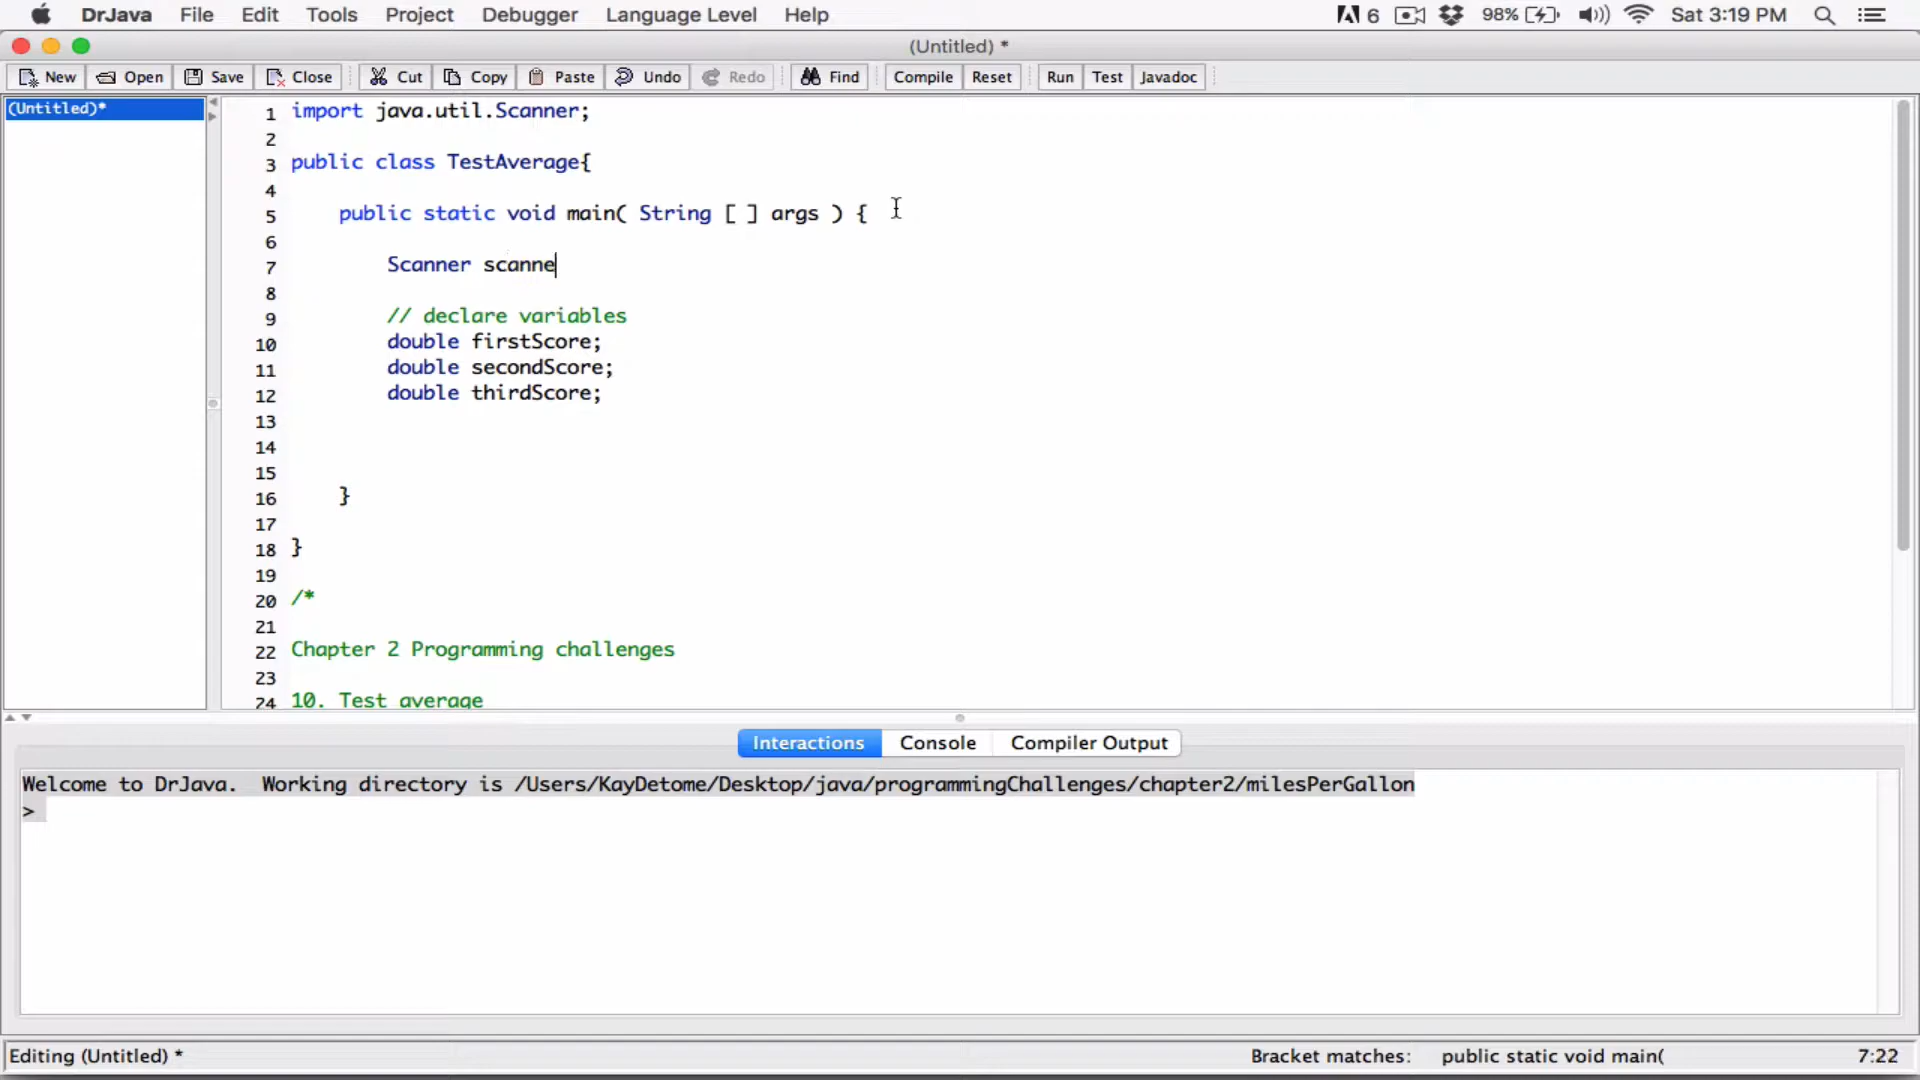 DrJava File Edit Tools Project Debugger Language Level Help 6 98% Sat 3:19 PM
(Untitled) *
New Open Save Close Cut Copy Paste Undo Redo Find Compile Reset Run Test Javadoc
(Untitled)*
1 import java.util.Scanner;
2
3 public class TestAverage{
4
5 public static void main( String [ ] args ) {
6
7 Scanner scanne
8
9 // declare variables
10 double firstScore;
11 double secondScore;
12 double thirdScore;
13
14
15
16 }
17
18 }
19
20 /*
21
22 Chapter 2 Programming challenges
23
24 10. Test average
Interactions Console Compiler Output
Welcome to DrJava. Working directory is /Users/KayDetome/Desktop/java/programmingChallenges/chapter2/milesPerGallon
>
Editing (Untitled) * Bracket matches: public static void main( 7:22